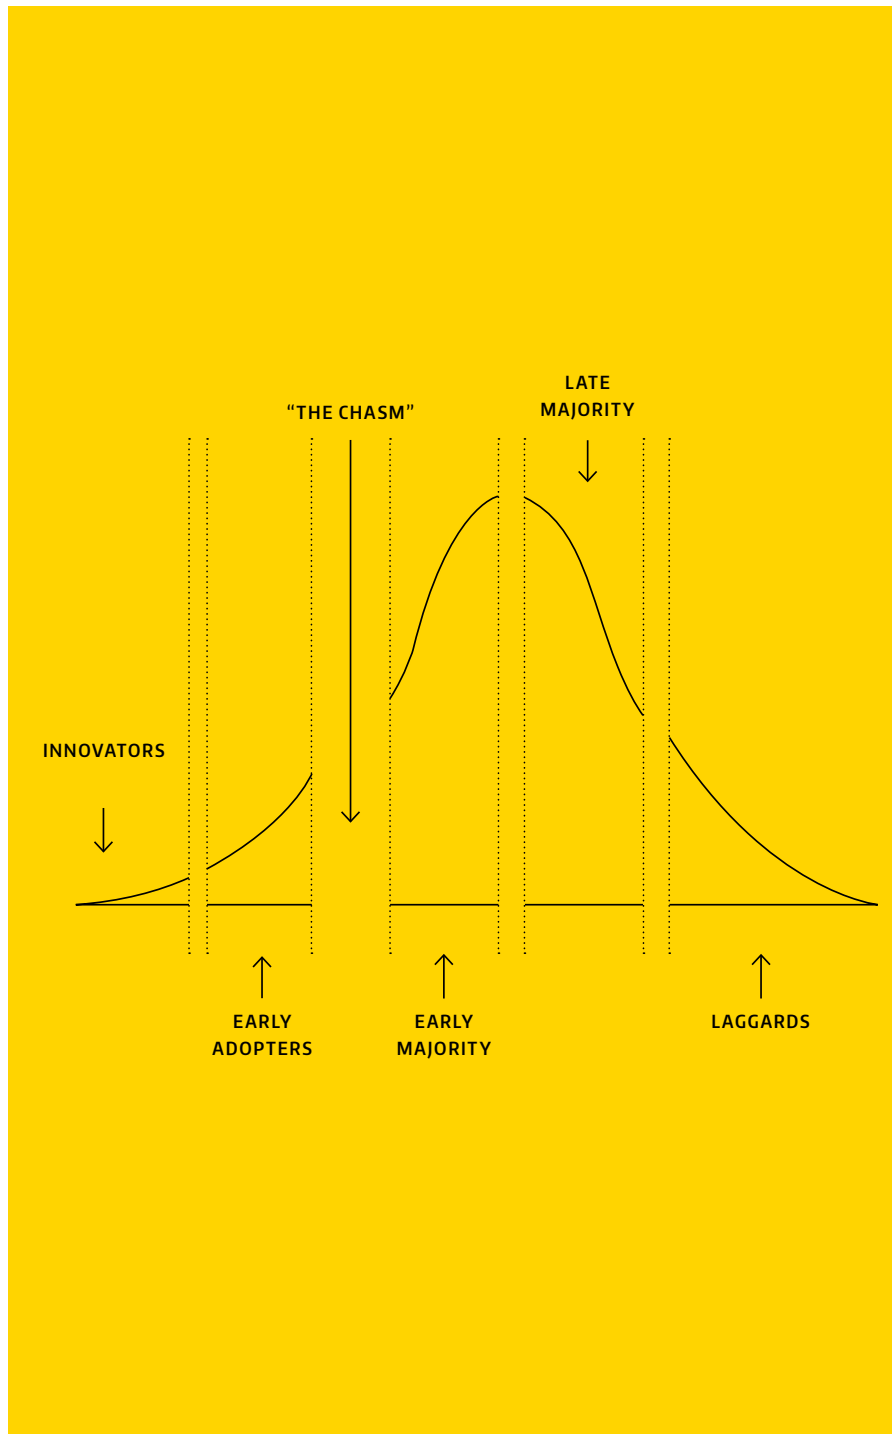 LATE
MAJORITY
“THE CHASM”
INNOVATORS
EARLY
ADOPTERS
EARLY
MAJORITY
LAGGARDS